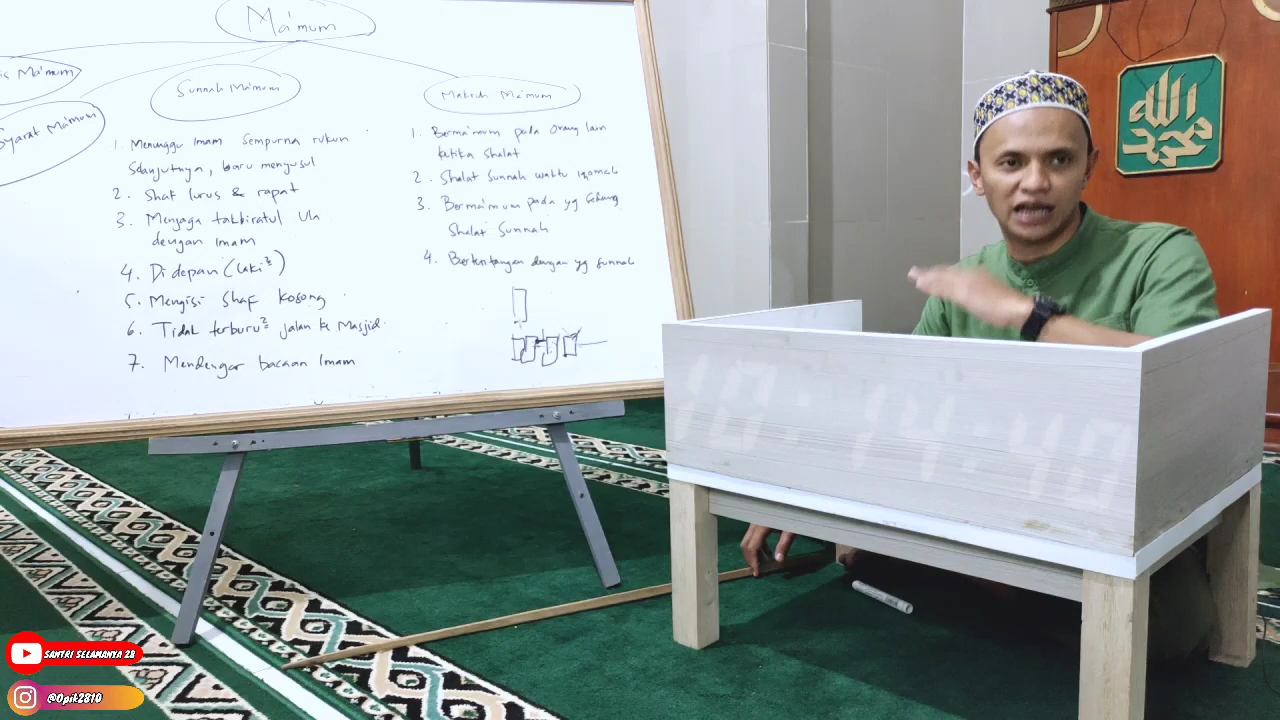 Ma'mum
Ma'mum
Syarat Ma'mum
Sunnah Ma'mum
1. Menunggu Imam Sempurna rukun
Selanjutnya, baru menyusul
2. Shaf lurus & rapat
3. Menjaga takbiratul Ula
dengan Imam
4. Di depan (laki²)
5. Mengisi Shaf kosong
6. Tidak terburu² jalan ke Masjid
7. Mendengar bacaan Imam
Makruh Ma'mum
1. Berma'mum pada orang lain
ketika shalat
2. Shalat Sunnah waktu iqomah
3. Berma'mum pada yg sedang
Shalat Sunnah
4. Bertentangan dengan yg sunnah
الله
محمد
10:14:40
SANTRI SELAMANYA 28
@Opik2810